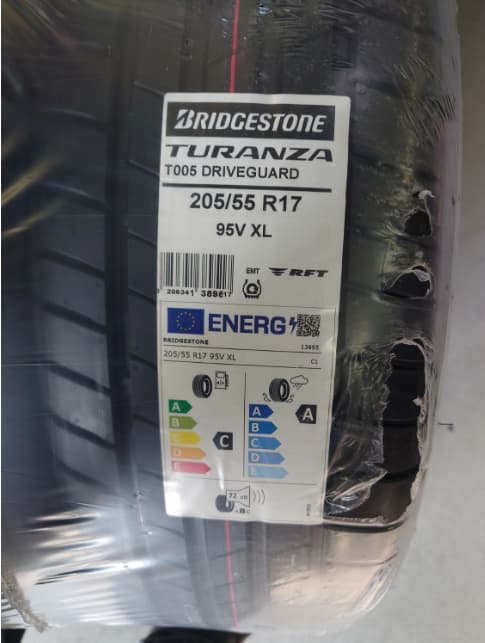 BRIDGESTONE
TURANZA
T005 DRIVEGUARD
205/55 R17
95V XL
EMT RFT
ENERG
BRIDGESTONE
205/55 R17 95V XL C1
A A
B B
C C C
D D
E E
72 dB